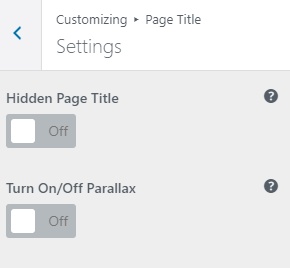 Customizing ▸ Page Title
Settings
Hidden Page Title
Off
Turn On/Off Parallax
Off